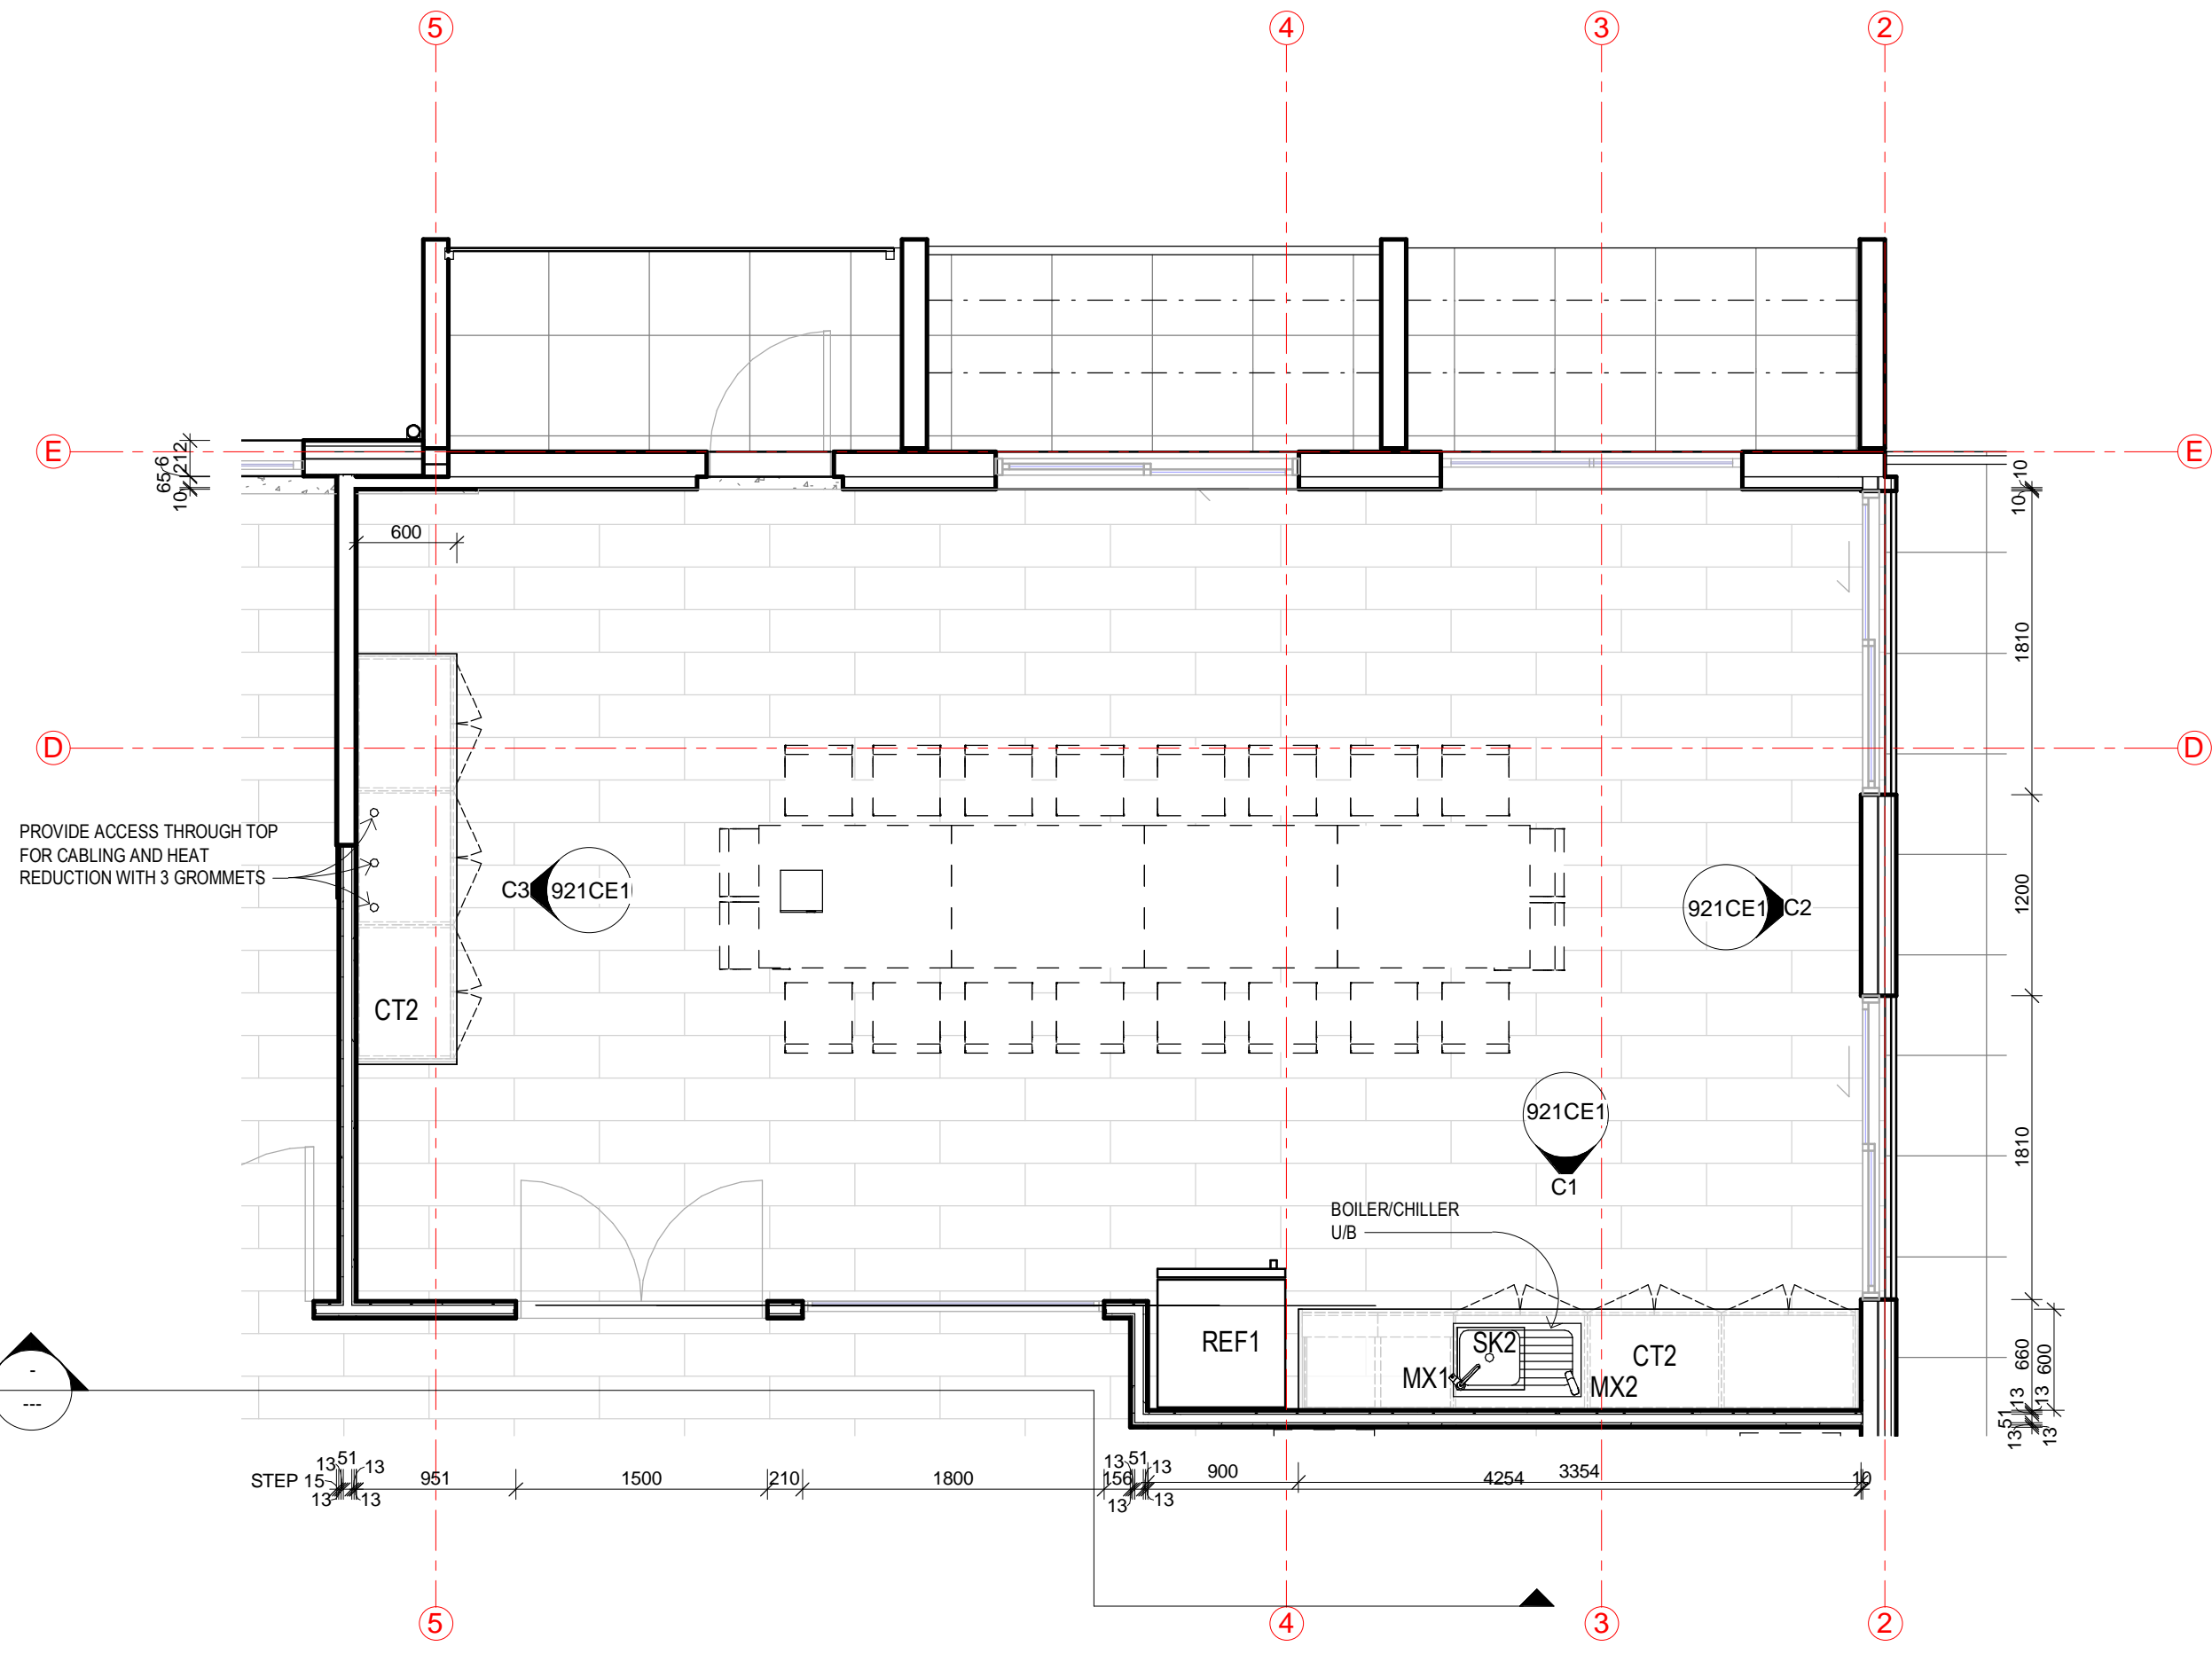 5
4
3
2
E
E
65
6
212
10
10
10
600
1810
D
D
PROVIDE ACCESS THROUGH TOP
FOR CABLING AND HEAT
REDUCTION WITH 3 GROMMETS
C3
921CE1
921CE1
C2
1200
CT2
921CE1
C1
1810
BOILER/CHILLER
U/B
REF1
SK2
CT2
MX1
MX2
660
600
13
13
51
13
13
-
---
STEP 15
13
51
13
13
13
951
1500
210
1800
156
13
51
13
13
13
900
4254
3354
10
5
4
3
2